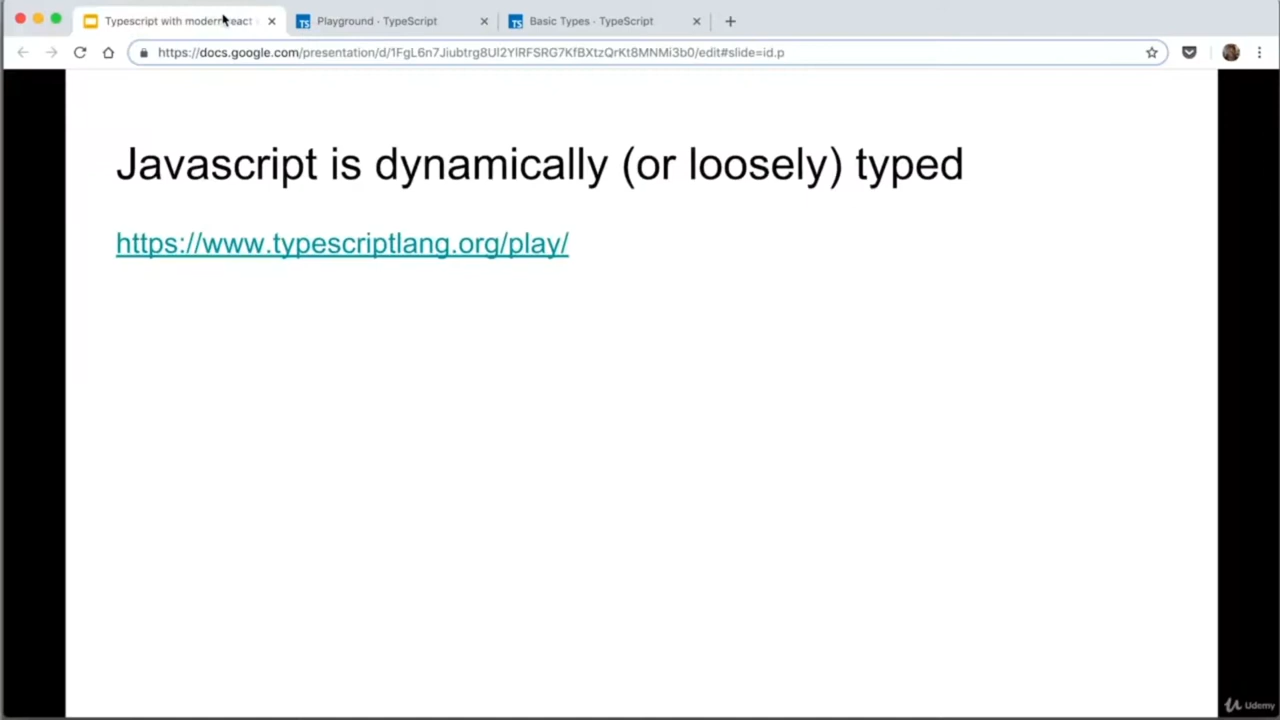 Typescript with modern react
Playground · TypeScript
Basic Types · TypeScript
https://docs.google.com/presentation/d/1FgL6n7Jiubtrg8Ul2YlRFSRG7KfBXtzQrKt8MNMi3b0/edit#slide=id.p
Javascript is dynamically (or loosely) typed
https://www.typescriptlang.org/play/
Udemy